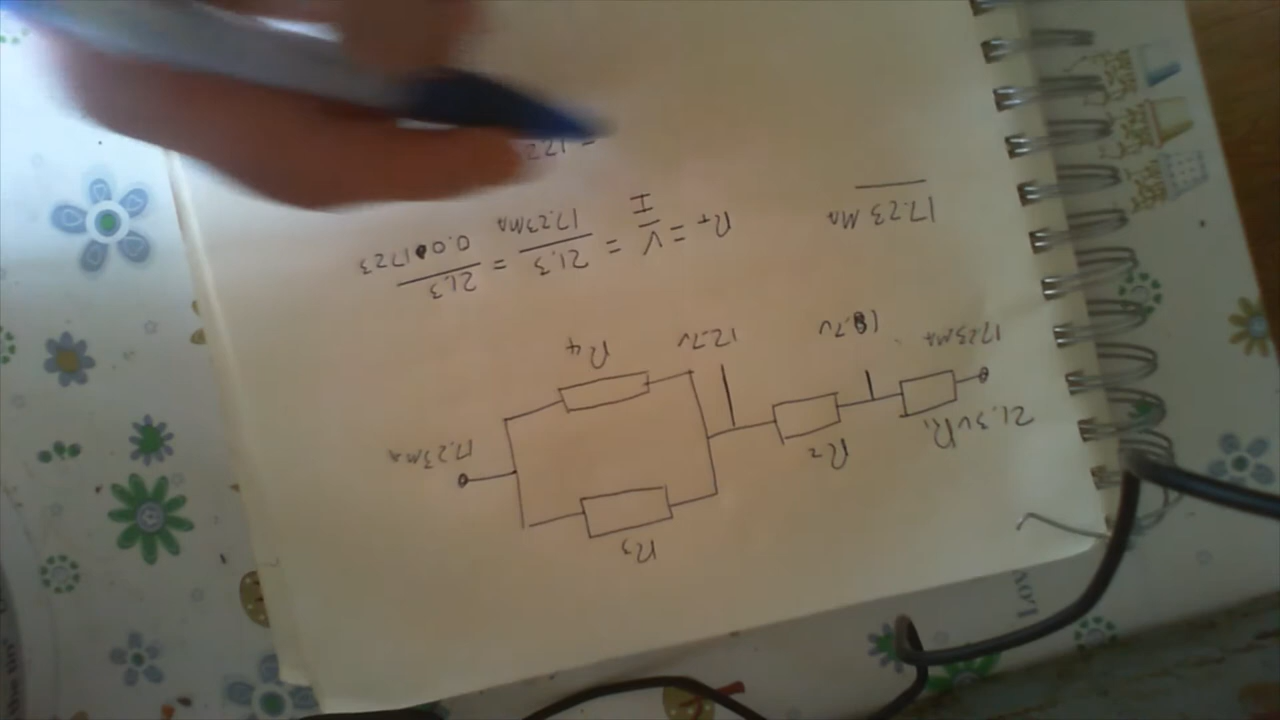 R3
21.3v R1
R2
17.23mA
17.23mA
18.7v
12.7v
R4
17.23 mA
RT = V/I = 21.3/17.23mA = 21.3/0.01723